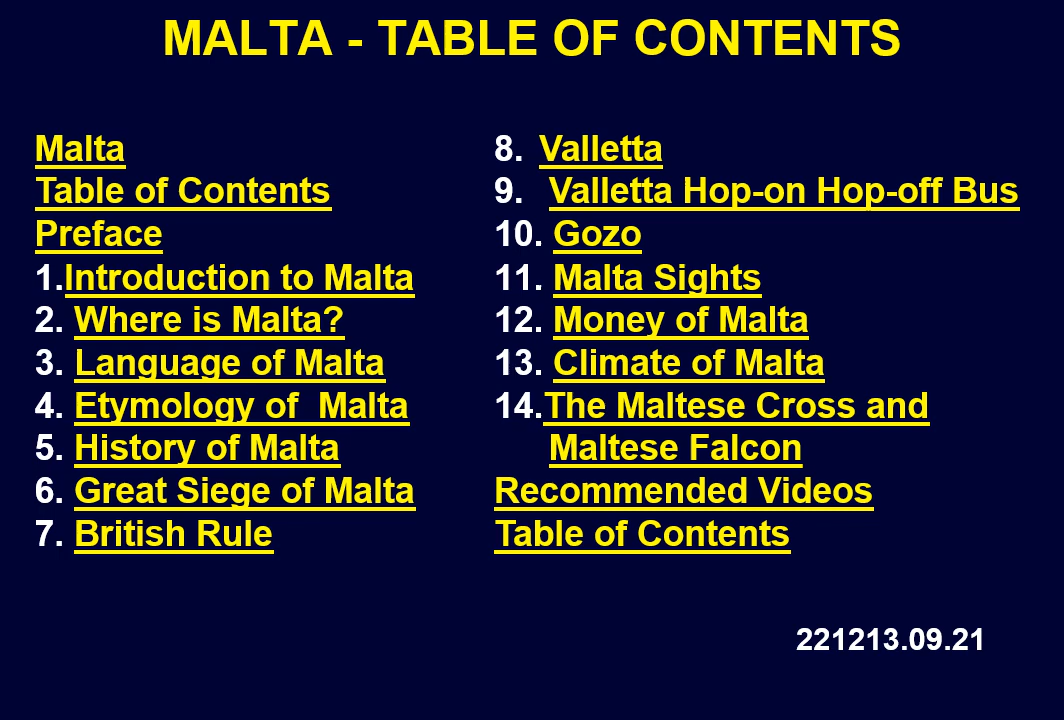 MALTA - TABLE OF CONTENTS
Malta
Table of Contents
Preface
1.Introduction to Malta
2. Where is Malta?
3. Language of Malta
4. Etymology of  Malta
5. History of Malta
6. Great Siege of Malta
7. British Rule
8. Valletta
9. Valletta Hop-on Hop-off Bus
10. Gozo
11. Malta Sights
12. Money of Malta
13. Climate of Malta
14.The Maltese Cross and
Maltese Falcon
Recommended Videos
Table of Contents
221213.09.21